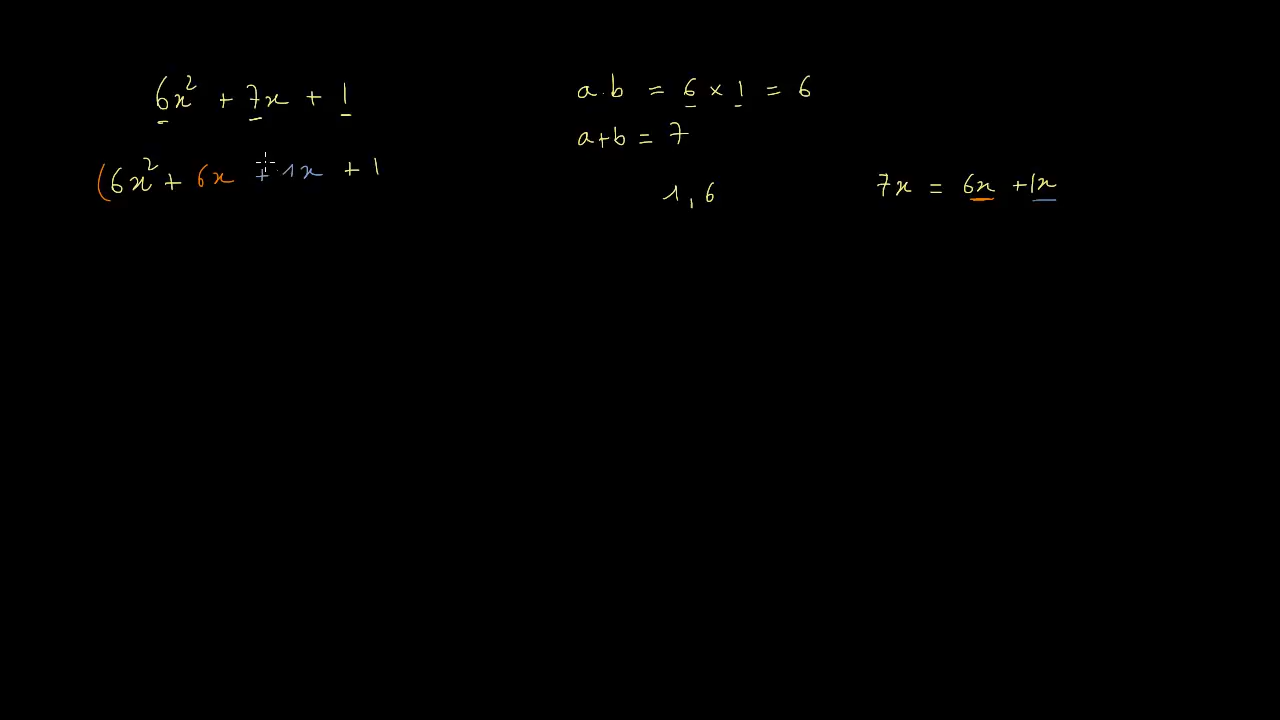 6x² + 7x + 1
(6x² + 6x + 1x + 1
a.b = 6 × 1 = 6
a+b = 7
1, 6
7x = 6x + 1x